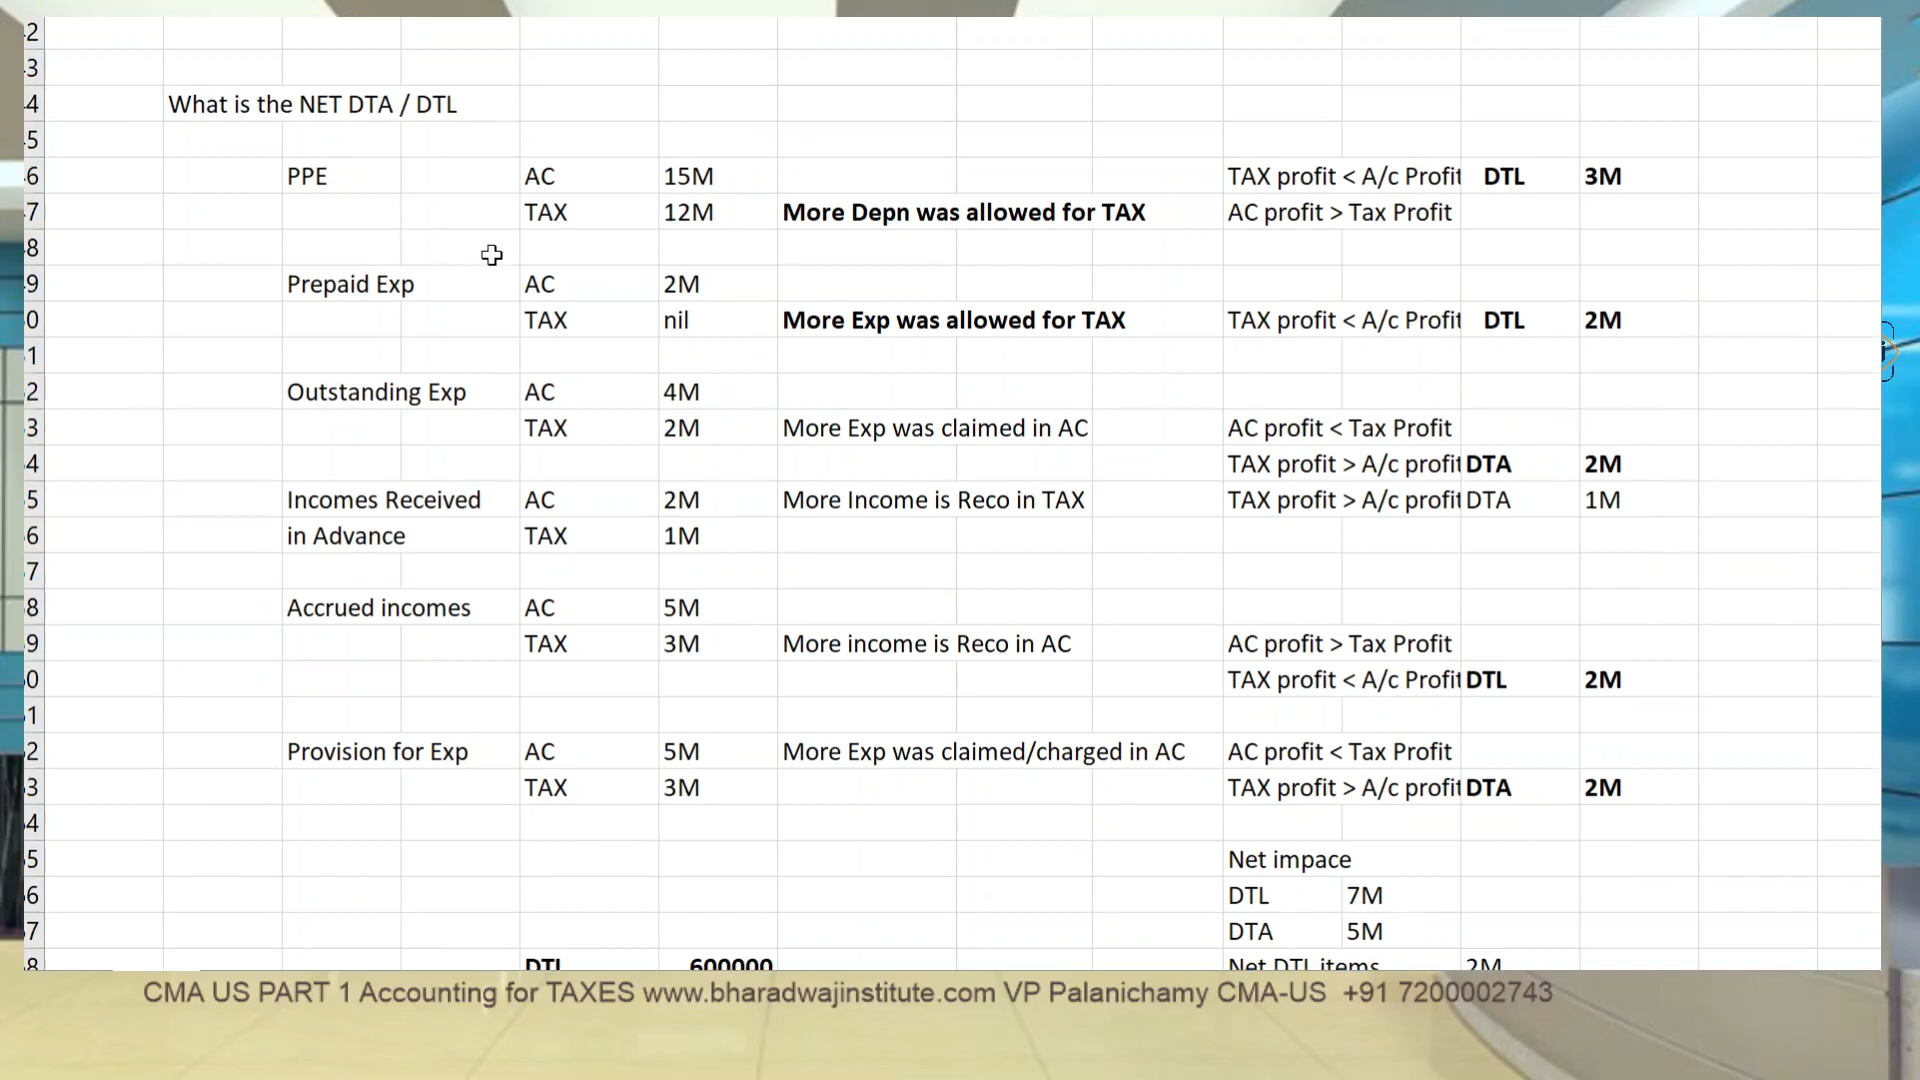 What is the NET DTA / DTL
PPE AC 15M TAX profit < A/c Profit DTL 3M
TAX 12M More Depn was allowed for TAX AC profit > Tax Profit
Prepaid Exp AC 2M
TAX nil More Exp was allowed for TAX TAX profit < A/c Profit DTL 2M
Outstanding Exp AC 4M
TAX 2M More Exp was claimed in AC AC profit < Tax Profit
TAX profit > A/c profit DTA 2M
Incomes Received AC 2M More Income is Reco in TAX TAX profit > A/c profit DTA 1M
in Advance TAX 1M
Accrued incomes AC 5M
TAX 3M More income is Reco in AC AC profit > Tax Profit
TAX profit < A/c Profit DTL 2M
Provision for Exp AC 5M More Exp was claimed/charged in AC AC profit < Tax Profit
TAX 3M TAX profit > A/c profit DTA 2M
Net impace
DTL 7M
DTA 5M
DTL 600000 Net DTL items 2M
CMA US PART 1 Accounting for TAXES www.bharadwajinstitute.com VP Palanichamy CMA-US +91 7200002743